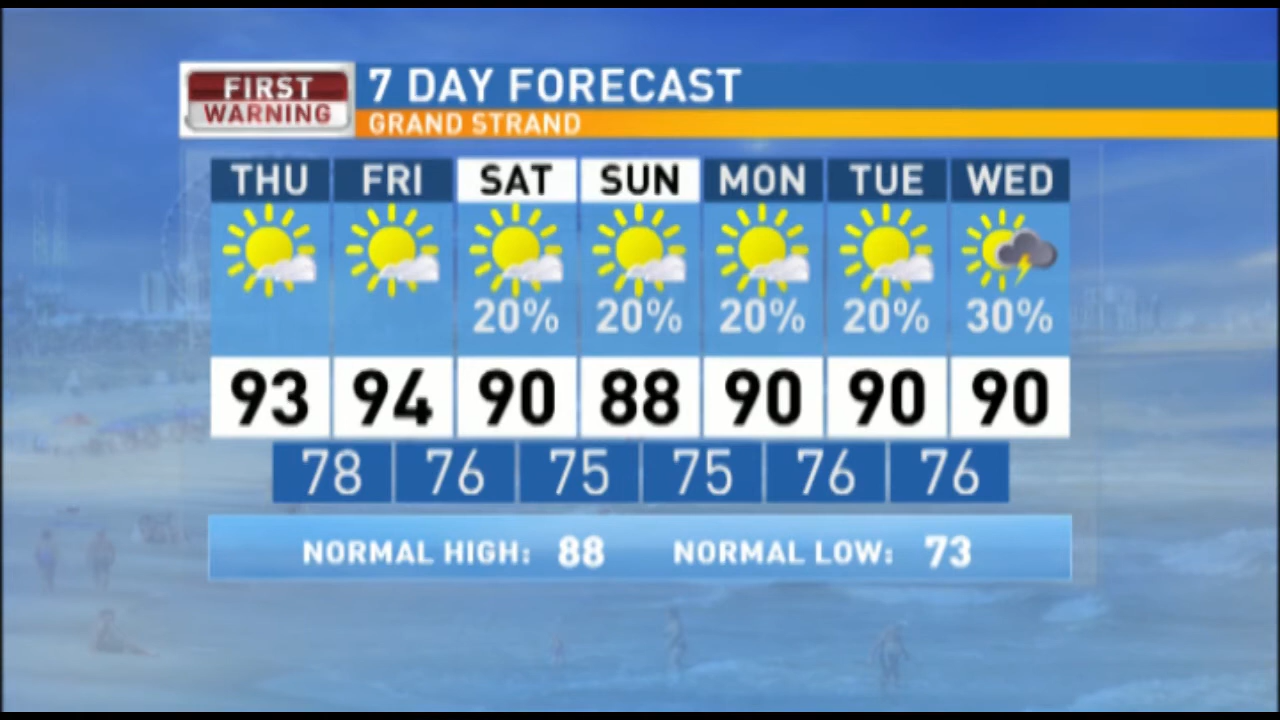 FIRST
WARNING
7 DAY FORECAST
GRAND STRAND
THU FRI SAT SUN MON TUE WED
20% 20% 20% 20% 30%
93 94 90 88 90 90 90
78 76 75 75 76 76
NORMAL HIGH: 88 NORMAL LOW: 73